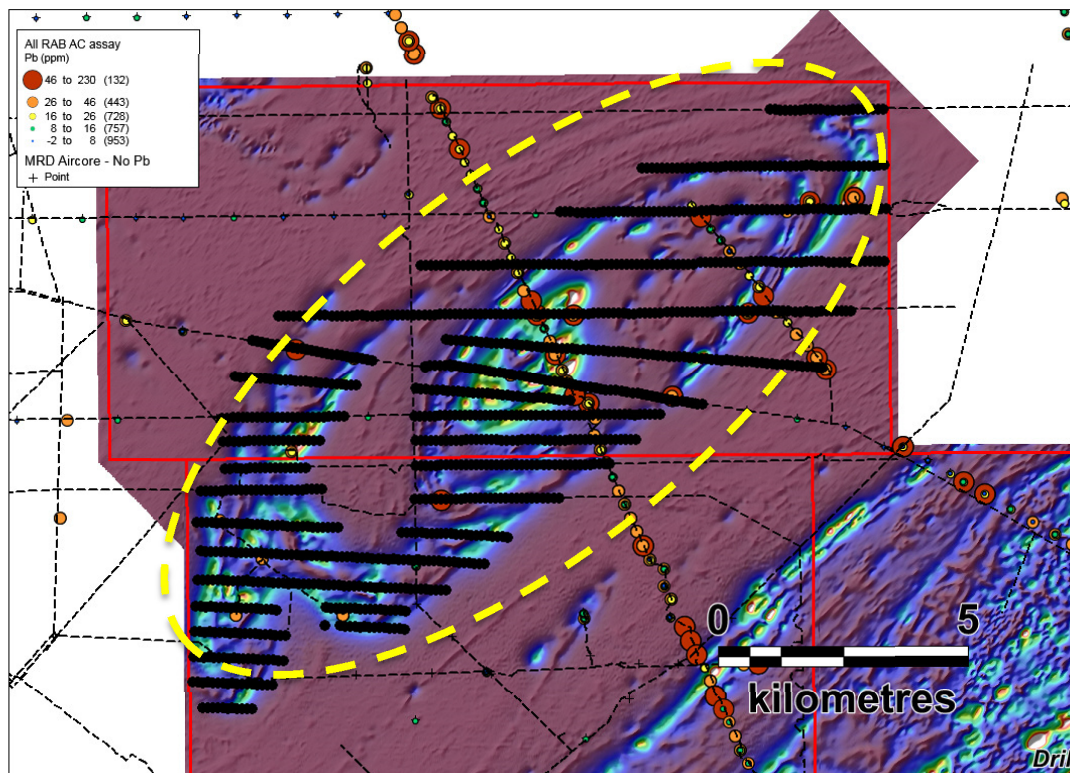 All RAB AC assay
Pb (ppm)
46 to 230 (132)
26 to 46 (443)
16 to 26 (728)
8 to 16 (757)
-2 to 8 (953)
MRD Aircore - No Pb
Point
0 5
kilometres
Dril